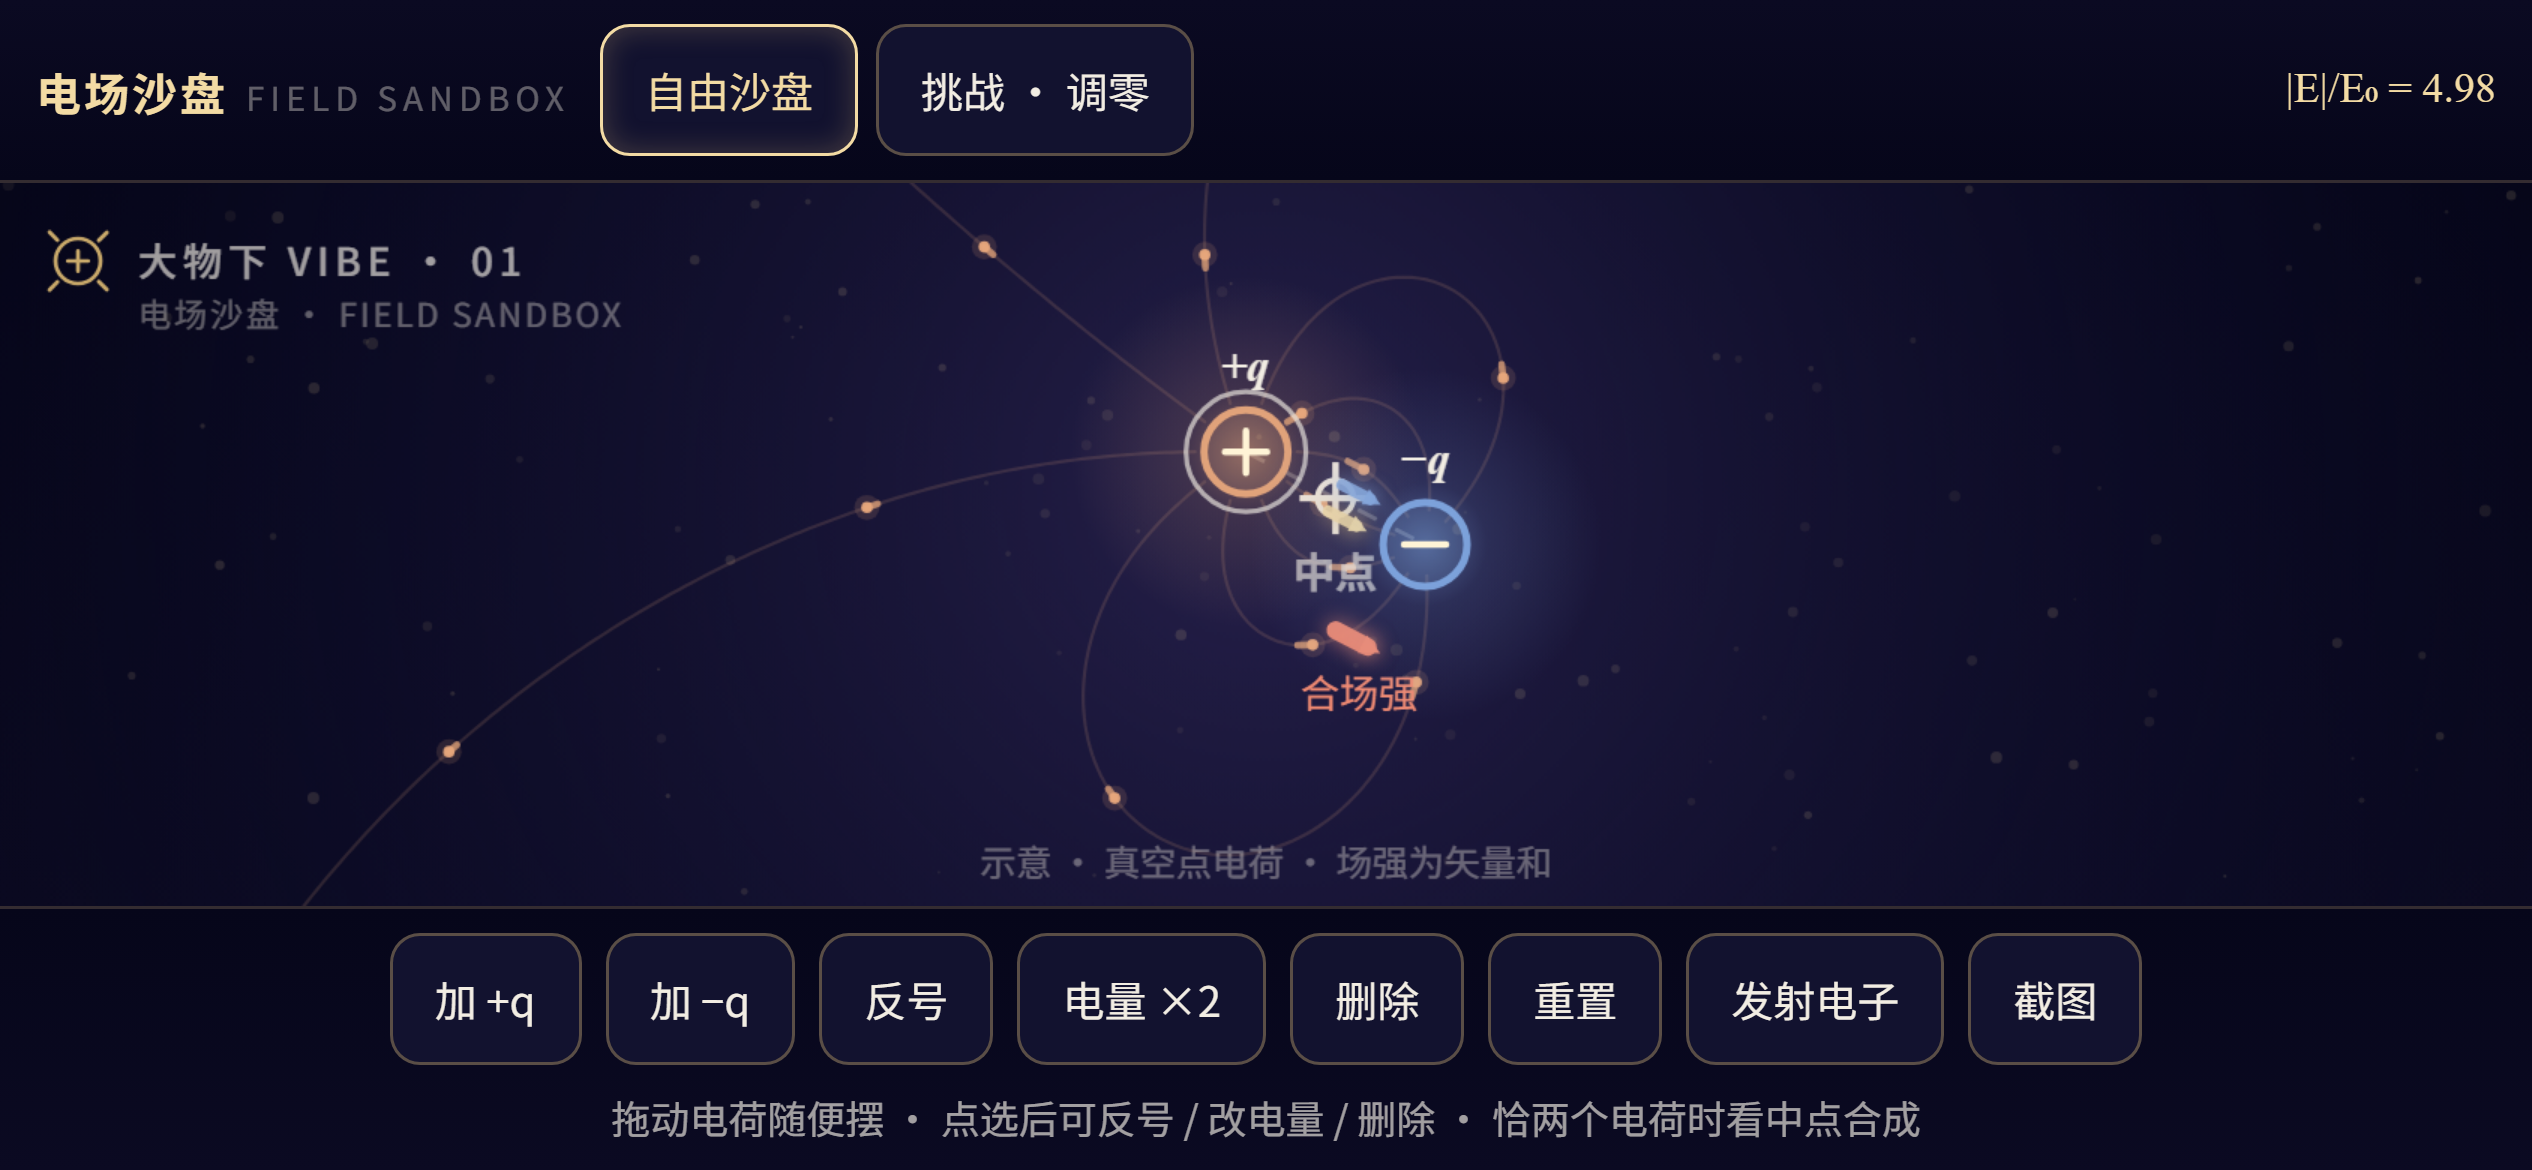 电场沙盘 FIELD SANDBOX 自由沙盘 挑战 · 调零 |E|/E₀ = 4.98
大物下 VIBE · 01
电场沙盘 · FIELD SANDBOX
+q
−q
中点
合场强
示意 · 真空点电荷 · 场强为矢量和
加 +q 加 −q 反号 电量 ×2 删除 重置 发射电子 截图
拖动电荷随便摆 · 点选后可反号 / 改电量 / 删除 · 恰两个电荷时看中点合成